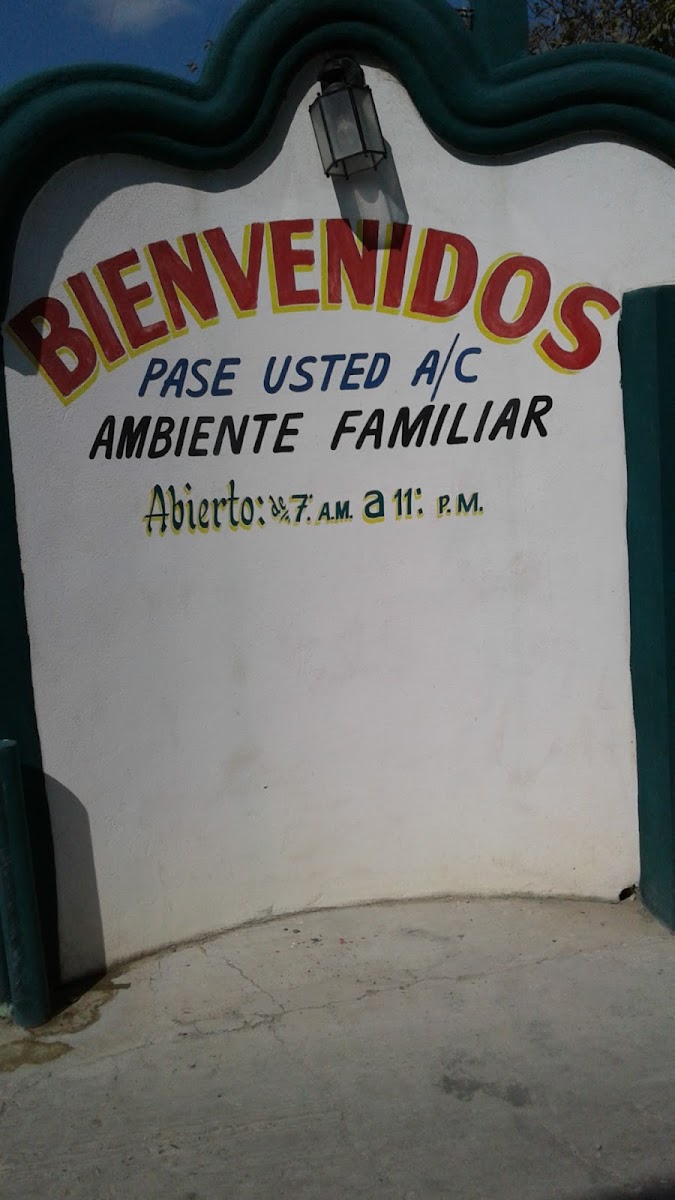 BIENVENIDOS
PASE USTED A/C
AMBIENTE FAMILIAR
Abierto: de 7: A.M. a 11: P.M.